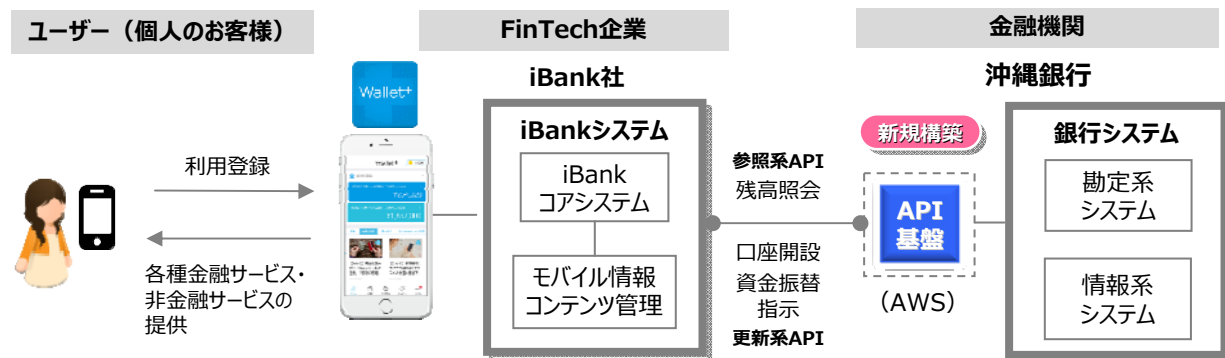 ユーザー（個人のお客様）
FinTech企業
金融機関
iBank社
沖縄銀行
Wallet+
iBankシステム
iBank
コアシステム
モバイル情報
コンテンツ管理
利用登録
各種金融サービス・
非金融サービスの
提供
参照系API
残高照会
口座開設
資金振替
指示
更新系API
新規構築
API
基盤
（AWS）
銀行システム
勘定系
システム
情報系
システム